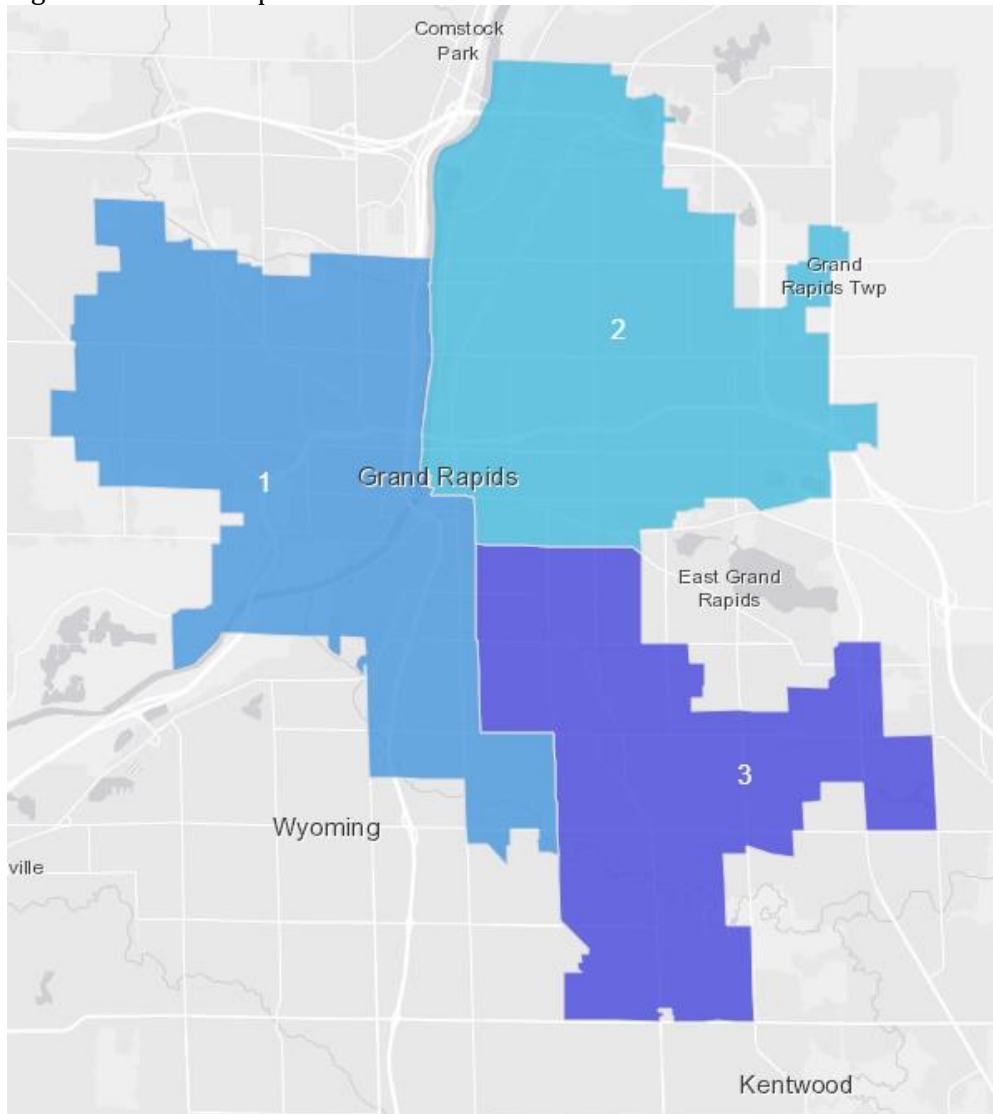 Comstock
Park
Grand
Rapids Twp
2
Grand Rapids
1
East Grand
Rapids
3
Wyoming
ville
Kentwood